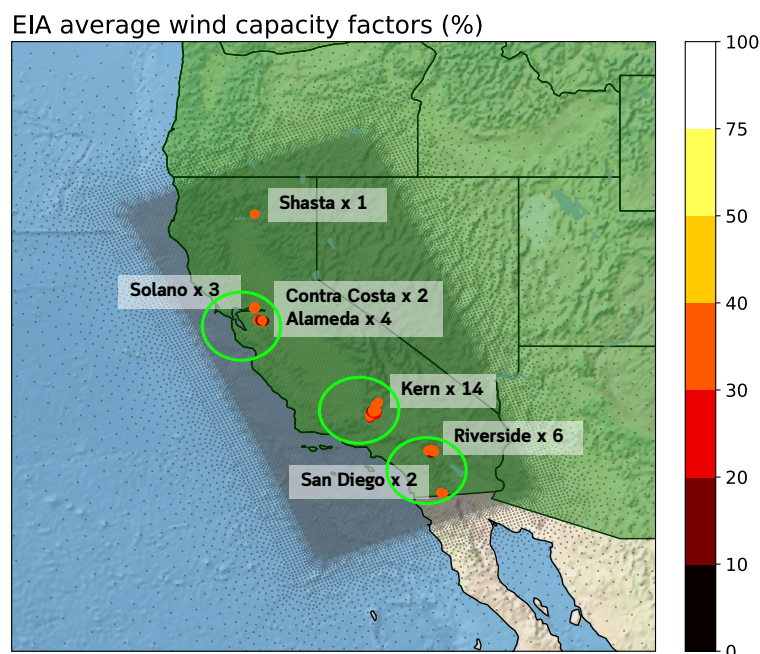 EIA average wind capacity factors (%)
Shasta x 1
Solano x 3
Contra Costa x 2
Alameda x 4
Kern x 14
Riverside x 6
San Diego x 2
100
75
50
40
30
20
10
0